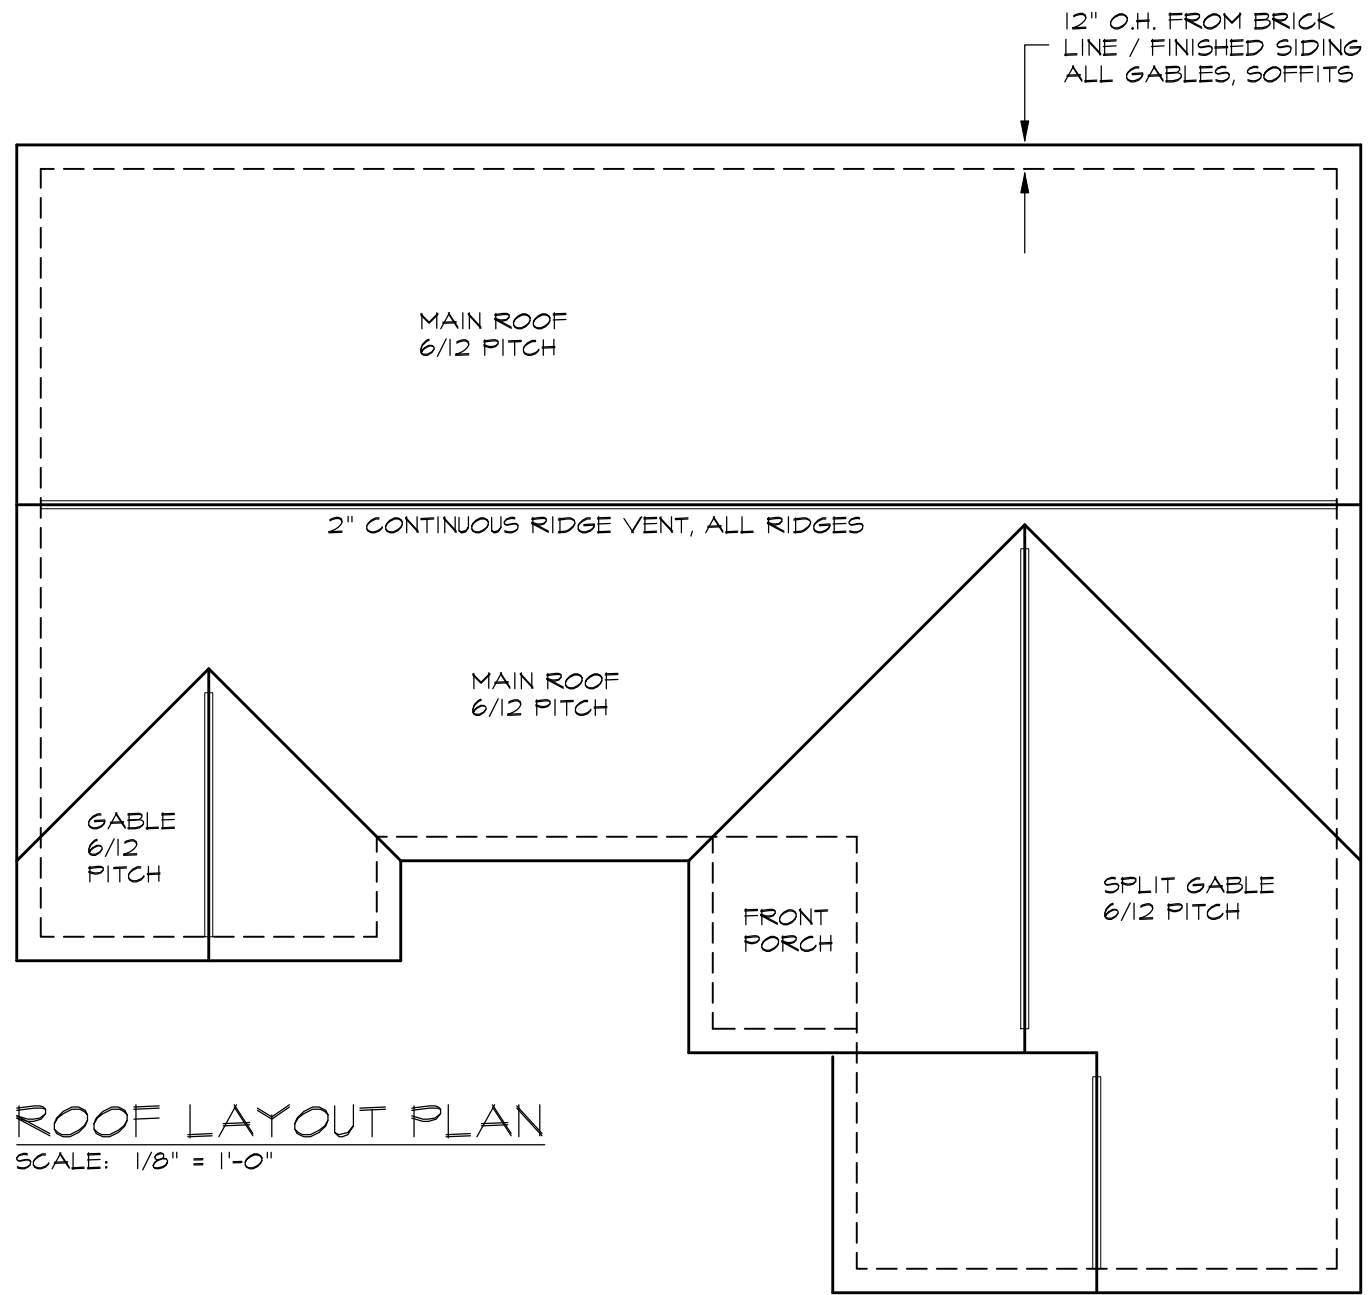 12" O.H. FROM BRICK
LINE / FINISHED SIDING
ALL GABLES, SOFFITS
MAIN ROOF
6/12 PITCH
2" CONTINUOUS RIDGE VENT, ALL RIDGES
MAIN ROOF
6/12 PITCH
GABLE
6/12
PITCH
FRONT
PORCH
SPLIT GABLE
6/12 PITCH
ROOF LAYOUT PLAN
SCALE: 1/8" = 1'-0"